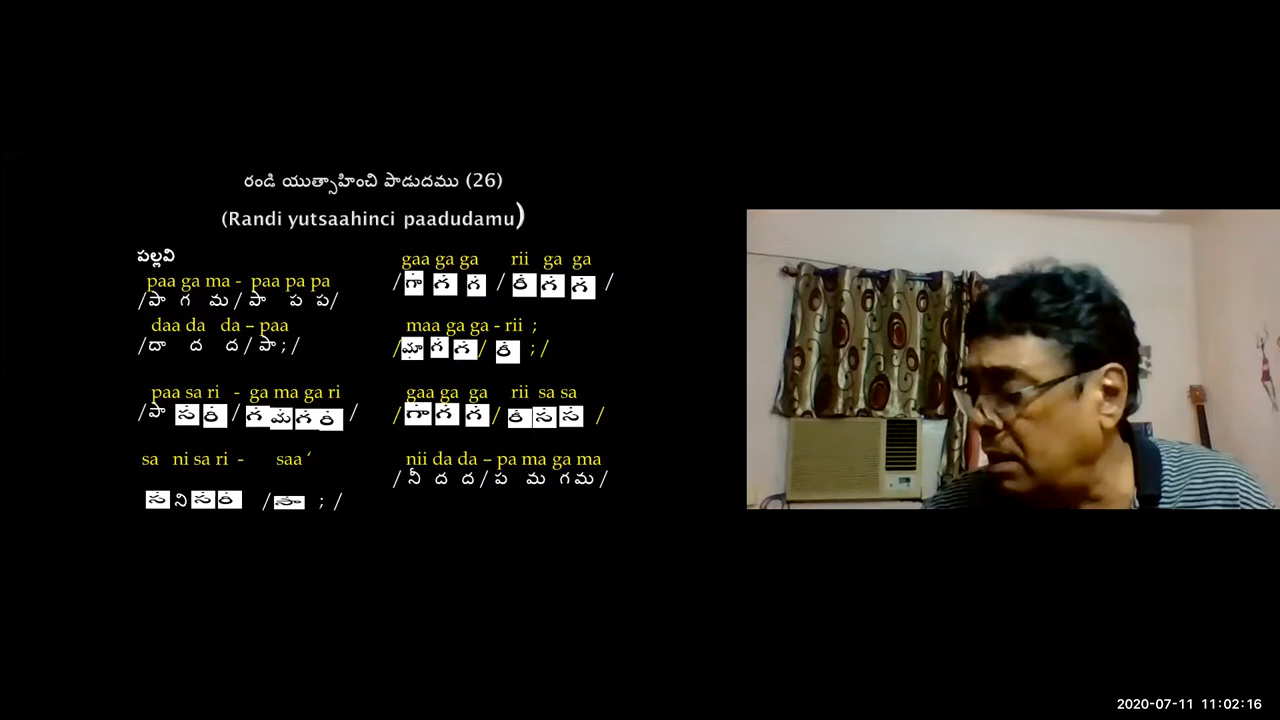 రండి యుత్సాహించి పాడుదము (26)
(Randi yutsaahinci paadudamu)
పల్లవి
paa ga ma - paa pa pa
/పా గ మ / పా ప ప/
daa da da – paa
/దా ద ద / పా ; /
paa sa ri - ga ma ga ri
/పా స రి / గ మ గ రి /
sa ni sa ri - saa ‘
స ని స రి / సా ; /
gaa ga ga rii ga ga
/ గా గ గ / రీ గ గ /
maa ga ga - rii ;
/ మా గ గ / రీ ; /
gaa ga ga rii sa sa
/ గా గ గ / రీ స స /
nii da da – pa ma ga ma
/ నీ ద ద / ప మ గమ /
2020-07-11 11:02:16